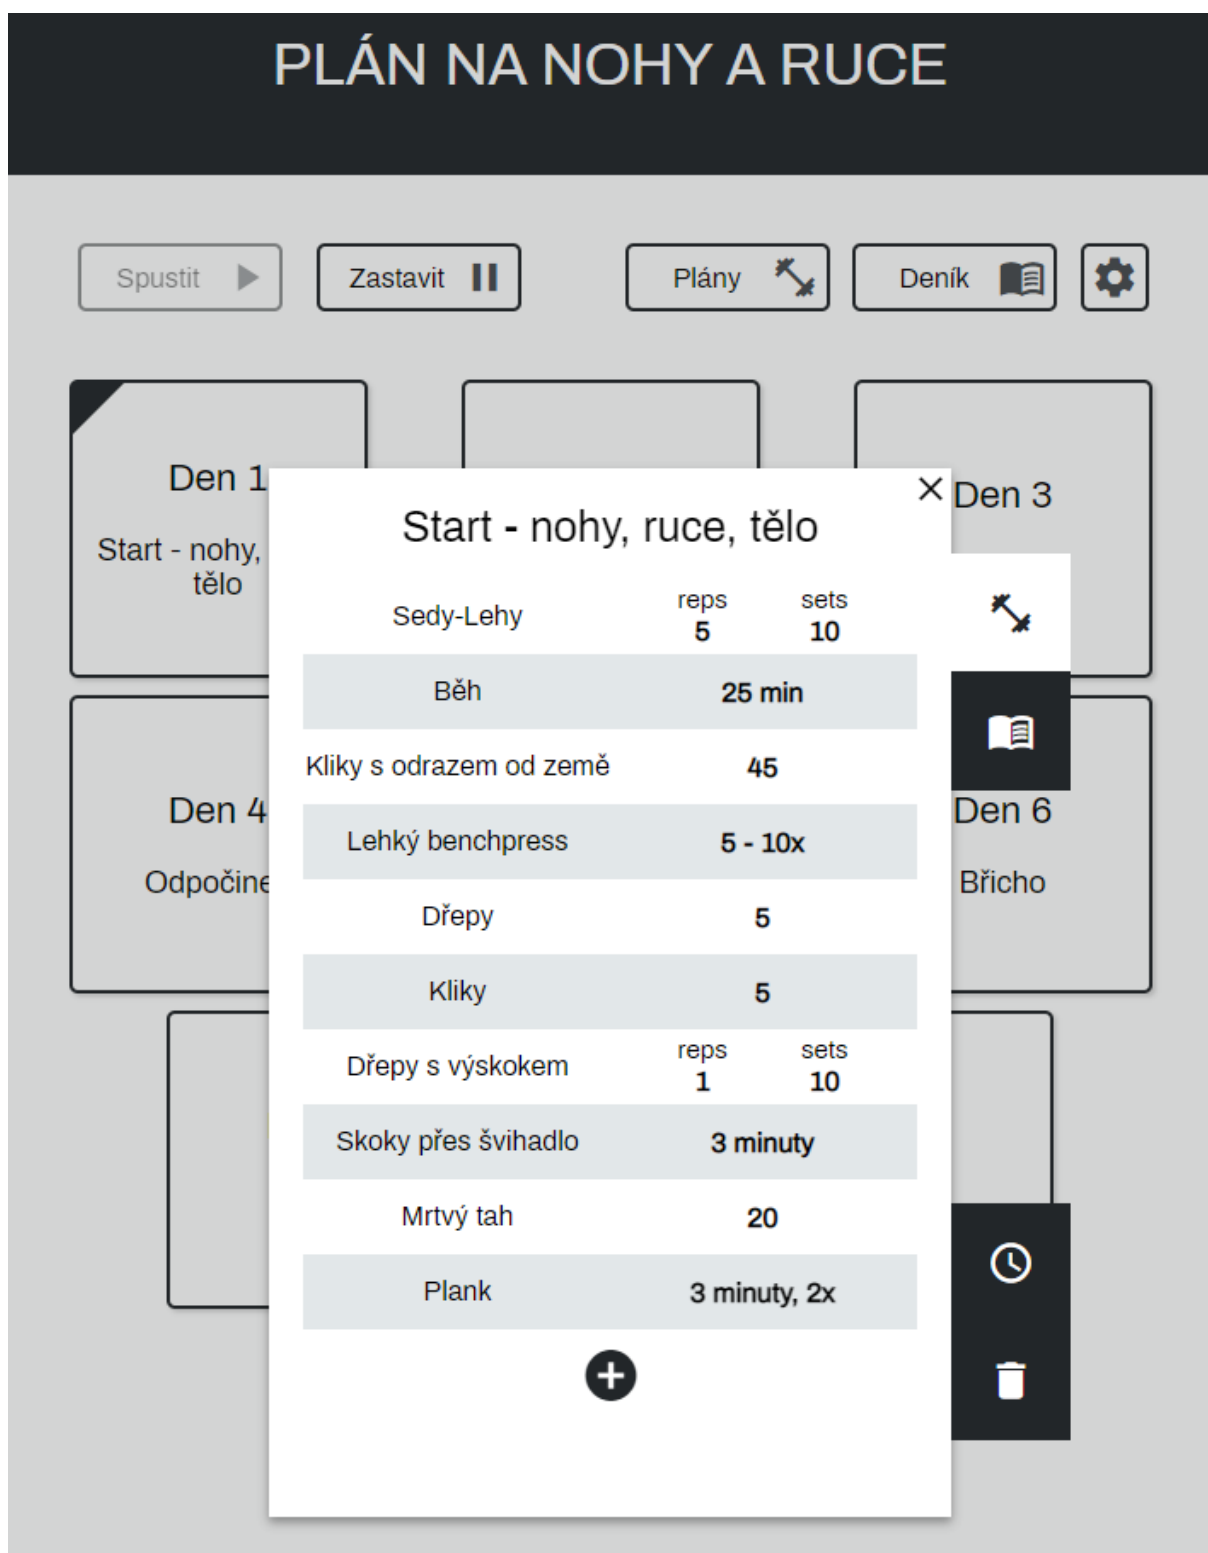 PLÁN NA NOHY A RUCE
Spustit
Zastavit
Plány
Deník
Den 1
Start - nohy,
tělo
Den 3
Den 4
Odpočine
Den 6
Břicho
Start - nohy, ruce, tělo
Sedy-Lehy reps 5 sets 10
Běh 25 min
Kliky s odrazem od země 45
Lehký benchpress 5 - 10x
Dřepy 5
Kliky 5
Dřepy s výskokem reps 1 sets 10
Skoky přes švihadlo 3 minuty
Mrtvý tah 20
Plank 3 minuty, 2x